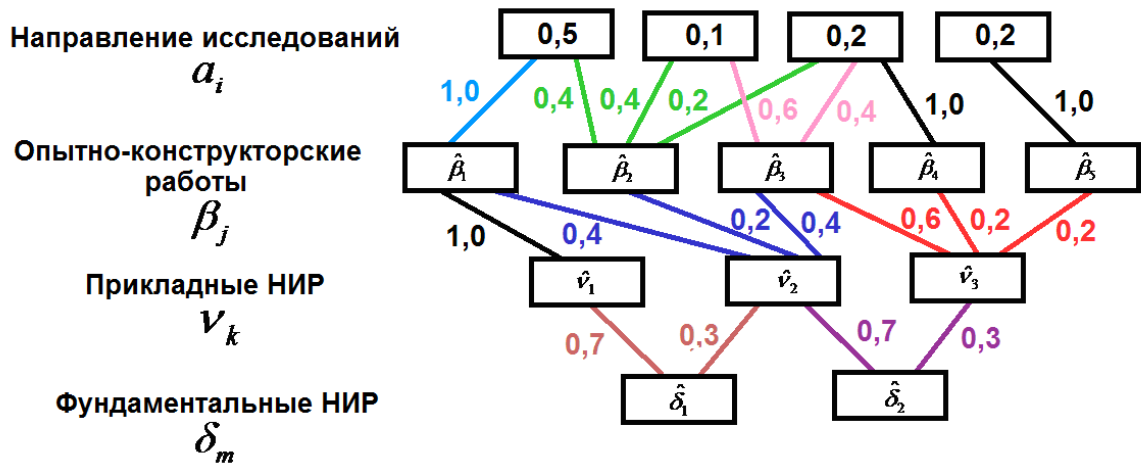 Направление исследований
a_i
0,5 0,1 0,2 0,2
1,0 0,4 0,4 0,2 0,6 0,4 1,0 1,0
Опытно-конструкторские
работы
β_j
β̂₁ β̂₂ β̂₃ β̂₄ β̂₅
1,0 0,4 0,2 0,4 0,6 0,2 0,2
Прикладные НИР
ν_k
ν̂₁ ν̂₂ ν̂₃
0,7 0,3 0,7 0,3
Фундаментальные НИР
δ_m
δ̂₁ δ̂₂